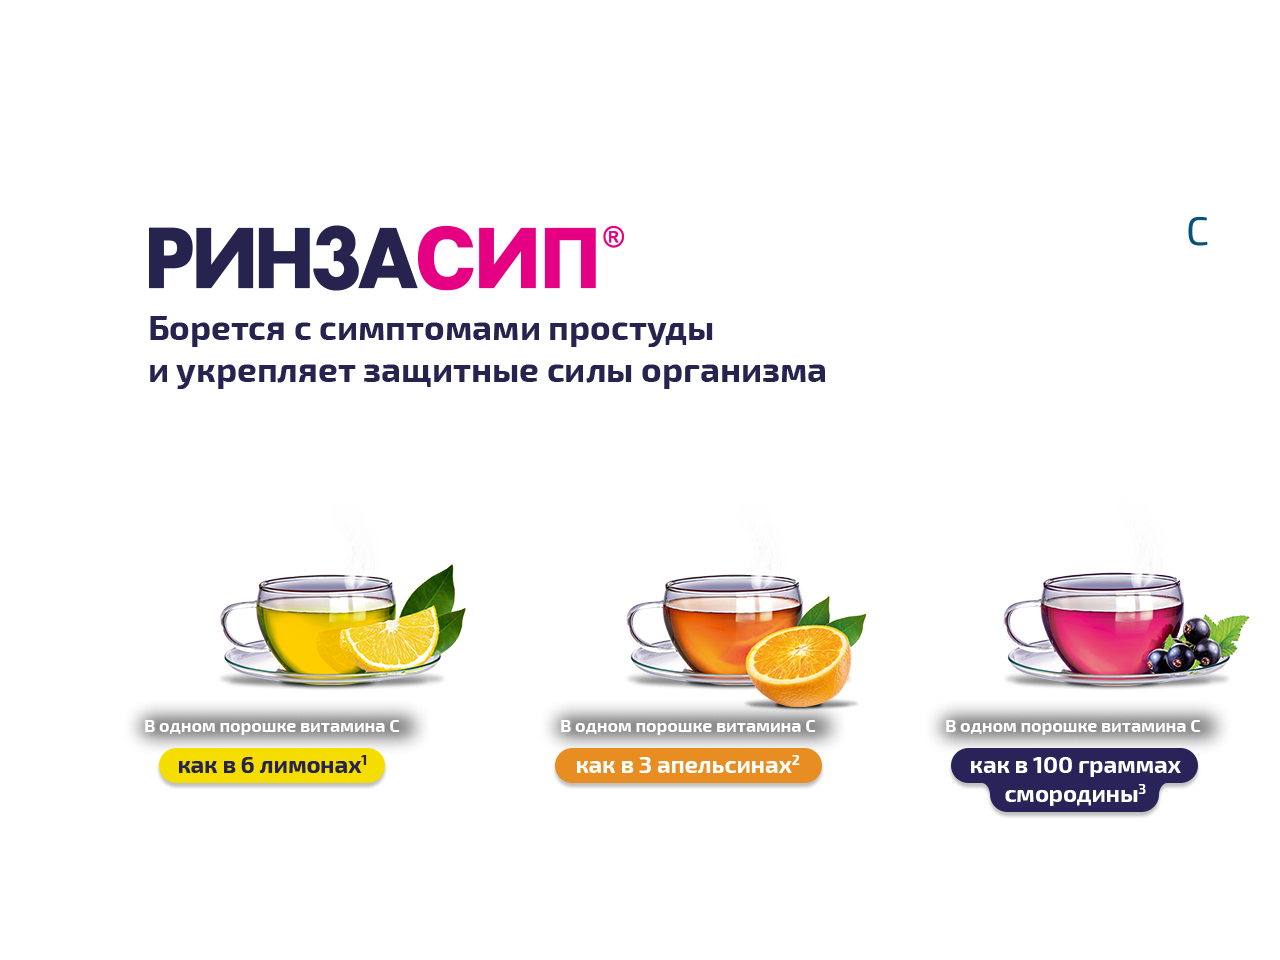 РИНЗАСИП®
С
Борется с симптомами простуды
и укрепляет защитные силы организма
В одном порошке витамина С
как в 6 лимонах¹
В одном порошке витамина С
как в 3 апельсинах²
В одном порошке витамина С
как в 100 граммах
смородины³